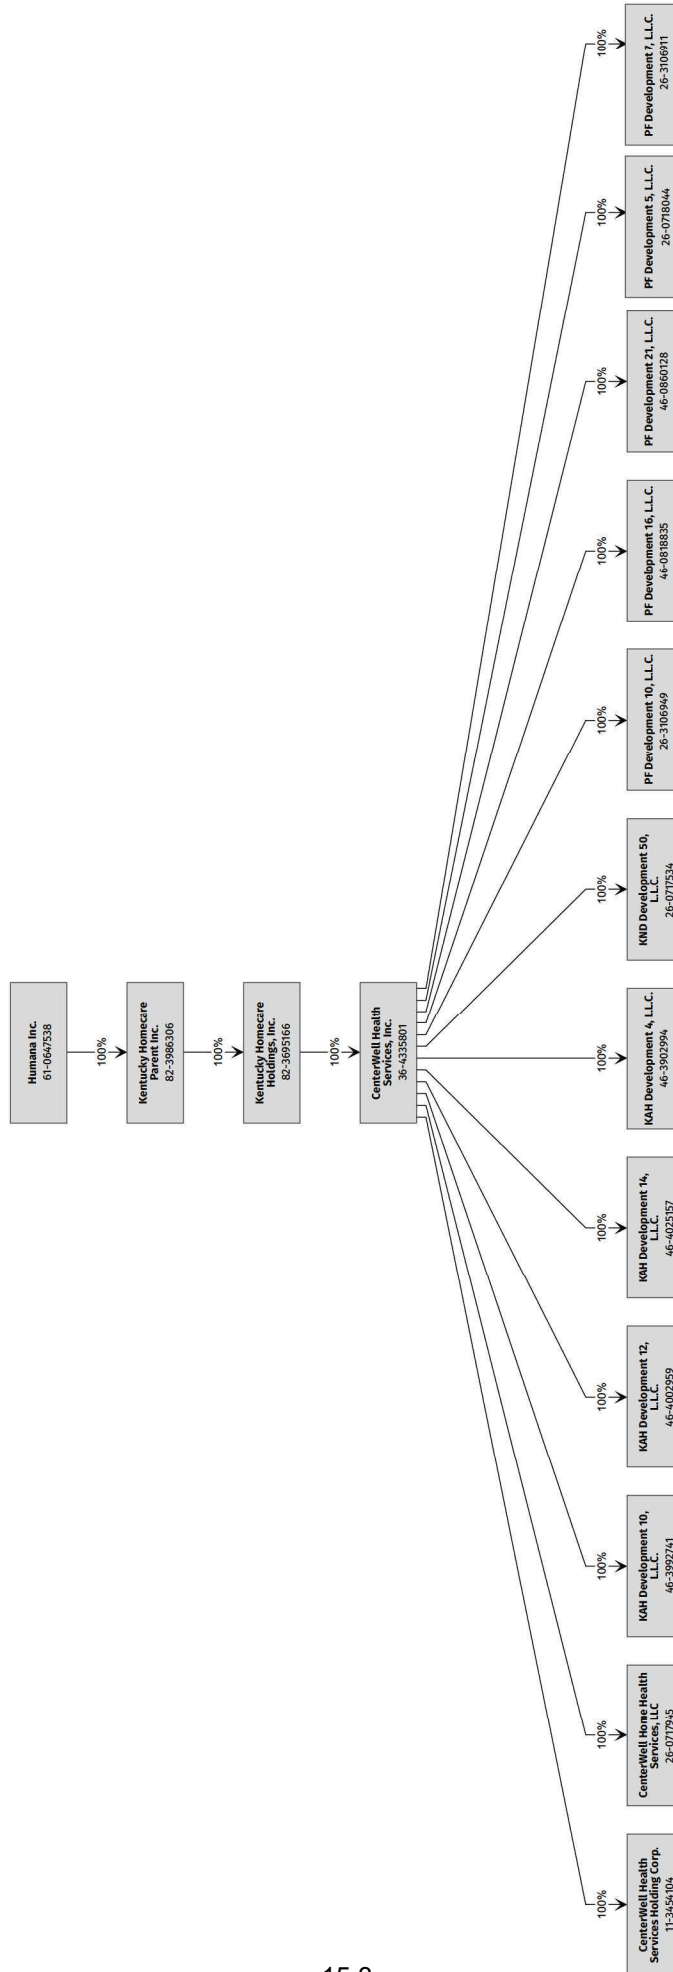 Humana Inc.
61-0647538
100%
Kentucky Homecare
Parent Inc.
82-3986306
100%
Kentucky Homecare
Holdings, Inc.
82-3695166
100%
CenterWell Health
Services, Inc.
36-4335801
100%
CenterWell Health
Services Holding Corp.
11-3454104
100%
CenterWell Home Health
Services, LLC
26-0717945
100%
KAH Development 10,
L.L.C.
46-3992741
100%
KAH Development 12,
L.L.C.
46-4002959
100%
KAH Development 14,
L.L.C.
46-4025157
100%
KAH Development 4, L.L.C.
46-3902994
100%
KND Development 50,
L.L.C.
26-0717534
100%
PF Development 10, L.L.C.
26-3106949
100%
PF Development 16, L.L.C.
46-0818835
100%
PF Development 21, L.L.C.
46-0860128
100%
PF Development 5, L.L.C.
26-0718044
100%
PF Development 7, L.L.C.
26-3106911